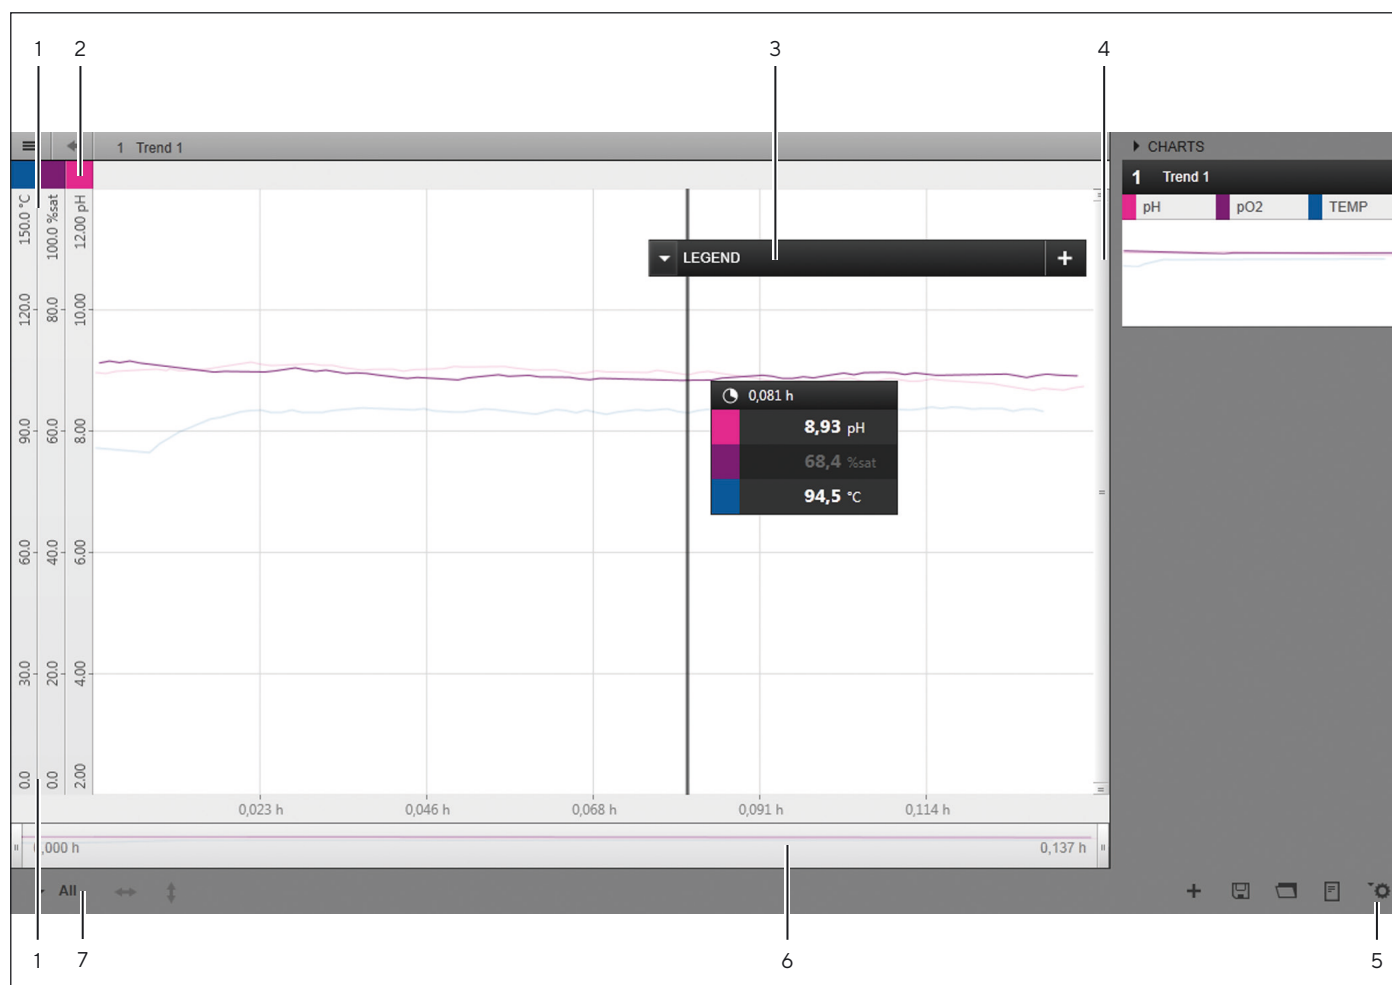 1 2 3 4
1 Trend 1
CHARTS
1 Trend 1
pH pO2 TEMP
150.0 °C 100.0 %sat 12.00 pH
LEGEND +
120.0 80.0 10.00
0,081 h
8,93 pH
68,4 %sat
94,5 °C
90.0 60.0 8.00
60.0 40.0 6.00
30.0 20.0 4.00
0.0 0.0 2.00
0,023 h 0,046 h 0,068 h 0,091 h 0,114 h
,000 h 0,137 h
All
1 7 6 5